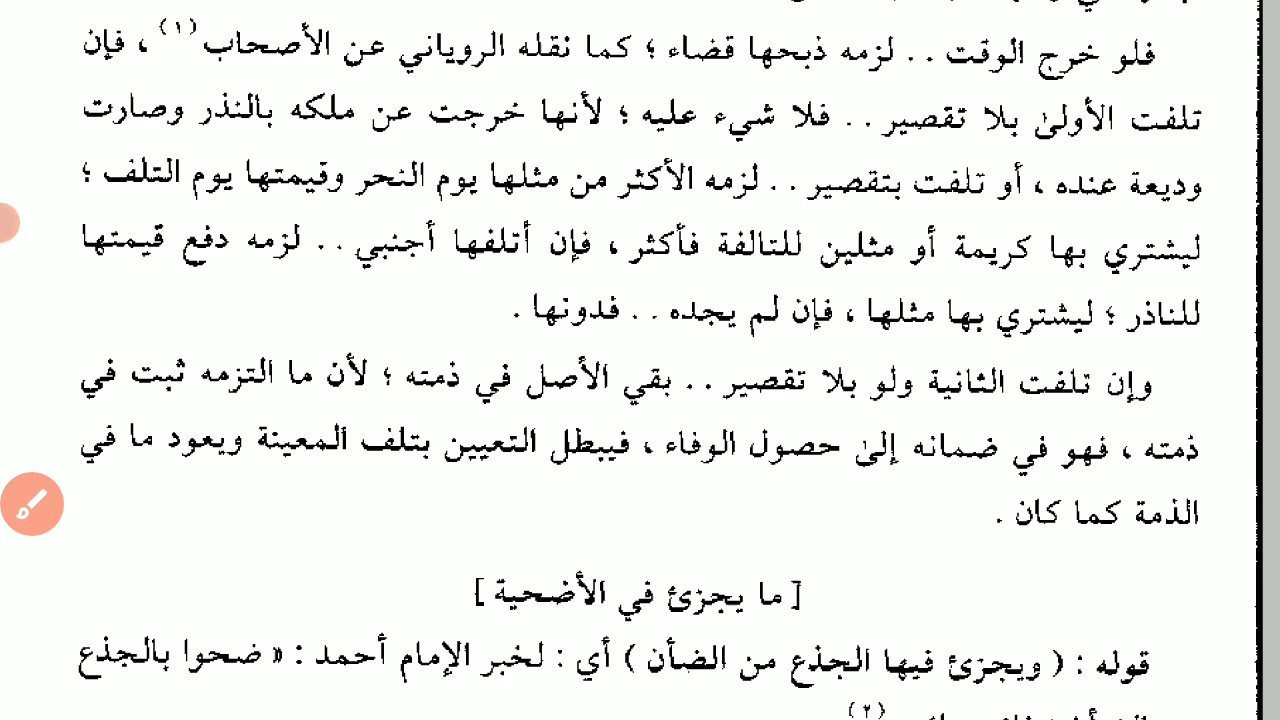 فلو خرج الوقت . . لزمه ذبحها قضاء ؛ كما نقله الروياني عن الأصحاب(١) ، فإن
تلفت الأولىٰ بلا تقصير . . فلا شيء عليه ؛ لأنها خرجت عن ملكه بالنذر وصارت
وديعة عنده ، أو تلفت بتقصير . . لزمه الأكثر من مثلها يوم النحر وقيمتها يوم التلف ؛
ليشتري بها كريمة أو مثلين للتالفة فأكثر ، فإن أتلفها أجنبي . . لزمه دفع قيمتها
للناذر ؛ ليشتري بها مثلها ، فإن لم يجده . . فدونها .
وإن تلفت الثانية ولو بلا تقصير . . بقي الأصل في ذمته ؛ لأن ما التزمه ثبت في
ذمته ، فهو في ضمانه إلىٰ حصول الوفاء ، فيبطل التعيين بتلف المعينة ويعود ما في
الذمة كما كان .
[ ما يجزئ في الأضحية ]
قوله : ( ويجزئ فيها الجذع من الضأن ) أي : لخبر الإمام أحمد : « ضحوا بالجذع
(٢)